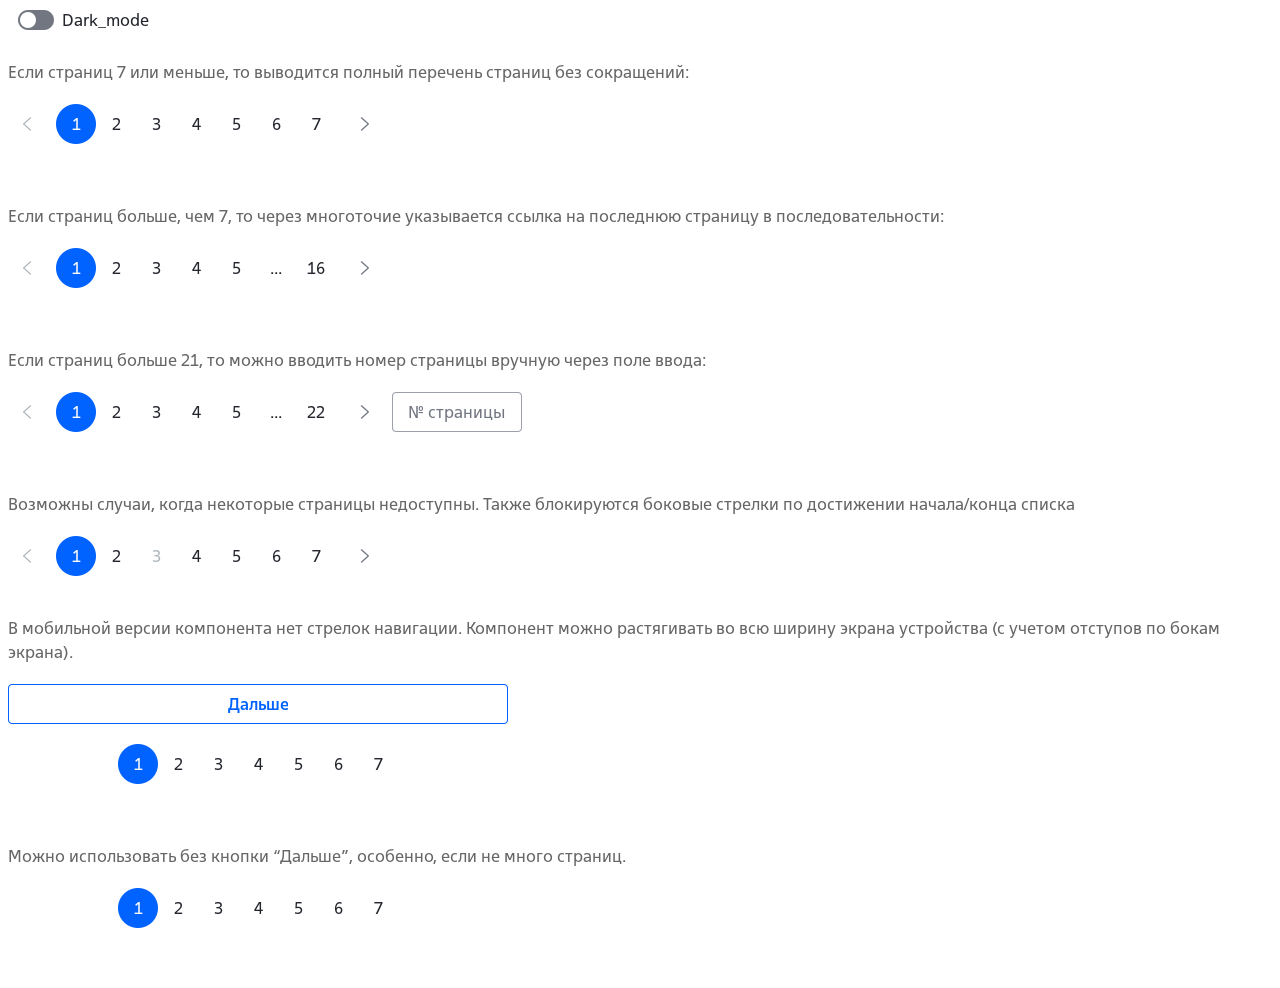 Dark_mode
Если страниц 7 или меньше, то выводится полный перечень страниц без сокращений:
1 2 3 4 5 6 7
Если страниц больше, чем 7, то через многоточие указывается ссылка на последнюю страницу в последовательности:
1 2 3 4 5 ... 16
Если страниц больше 21, то можно вводить номер страницы вручную через поле ввода:
1 2 3 4 5 ... 22 № страницы
Возможны случаи, когда некоторые страницы недоступны. Также блокируются боковые стрелки по достижении начала/конца списка
1 2 3 4 5 6 7
В мобильной версии компонента нет стрелок навигации. Компонент можно растягивать во всю ширину экрана устройства (с учетом отступов по бокам
экрана).
Дальше
1 2 3 4 5 6 7
Можно использовать без кнопки “Дальше”, особенно, если не много страниц.
1 2 3 4 5 6 7